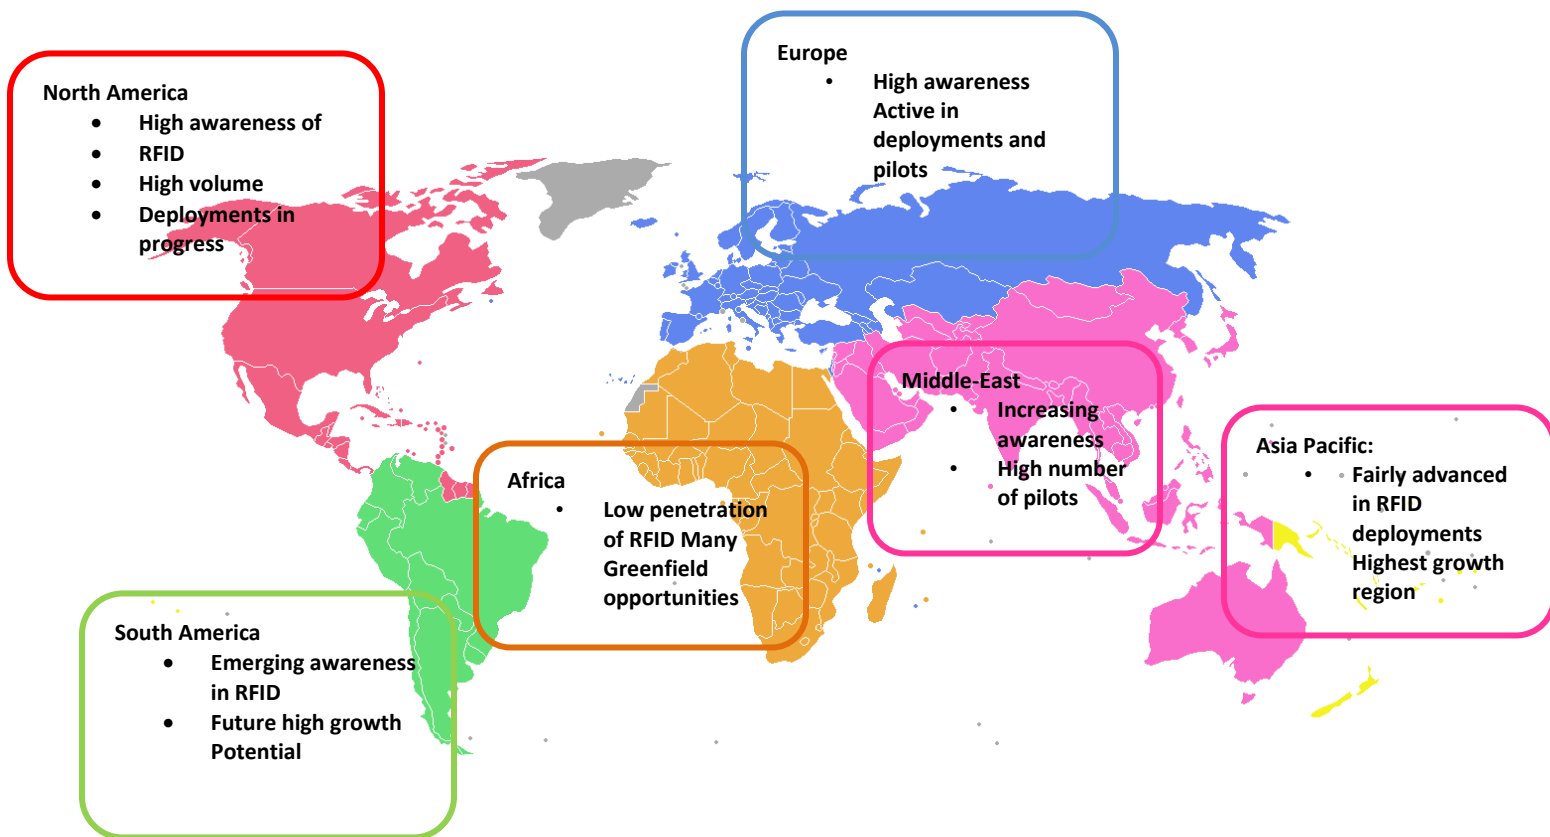 North America
• High awareness of
• RFID
• High volume
• Deployments in
progress
Europe
• High awareness
Active in
deployments and
pilots
Middle-East
• Increasing
awareness
• High number
of pilots
Asia Pacific:
• Fairly advanced
in RFID
deployments
Highest growth
region
Africa
• Low penetration
of RFID Many
Greenfield
opportunities
South America
• Emerging awareness
in RFID
• Future high growth
Potential